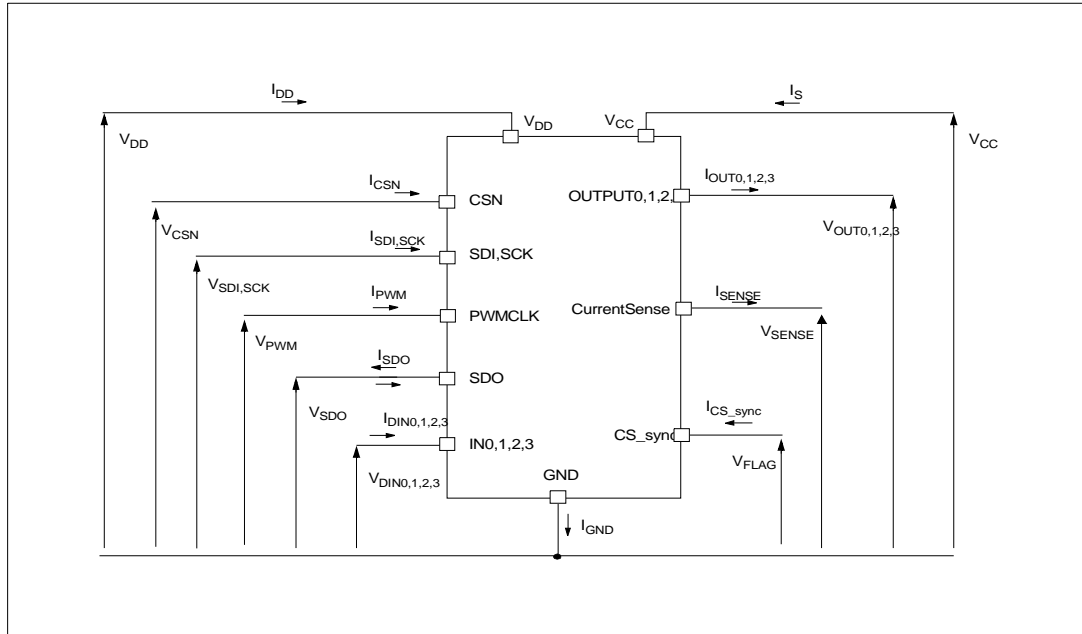 I_DD
I_S
V_DD
V_CC
V_DD
V_CC
I_CSN
CSN
OUTPUT0,1,2,
I_OUT0,1,2,3
V_CSN
V_OUT0,1,2,3
I_SDI,SCK
SDI,SCK
V_SDI,SCK
I_PWM
PWMCLK
CurrentSense
I_SENSE
V_PWM
V_SENSE
I_SDO
SDO
V_SDO
I_DIN0,1,2,3
I_CS_sync
IN0,1,2,3
CS_sync
V_DIN0,1,2,3
GND
V_FLAG
I_GND